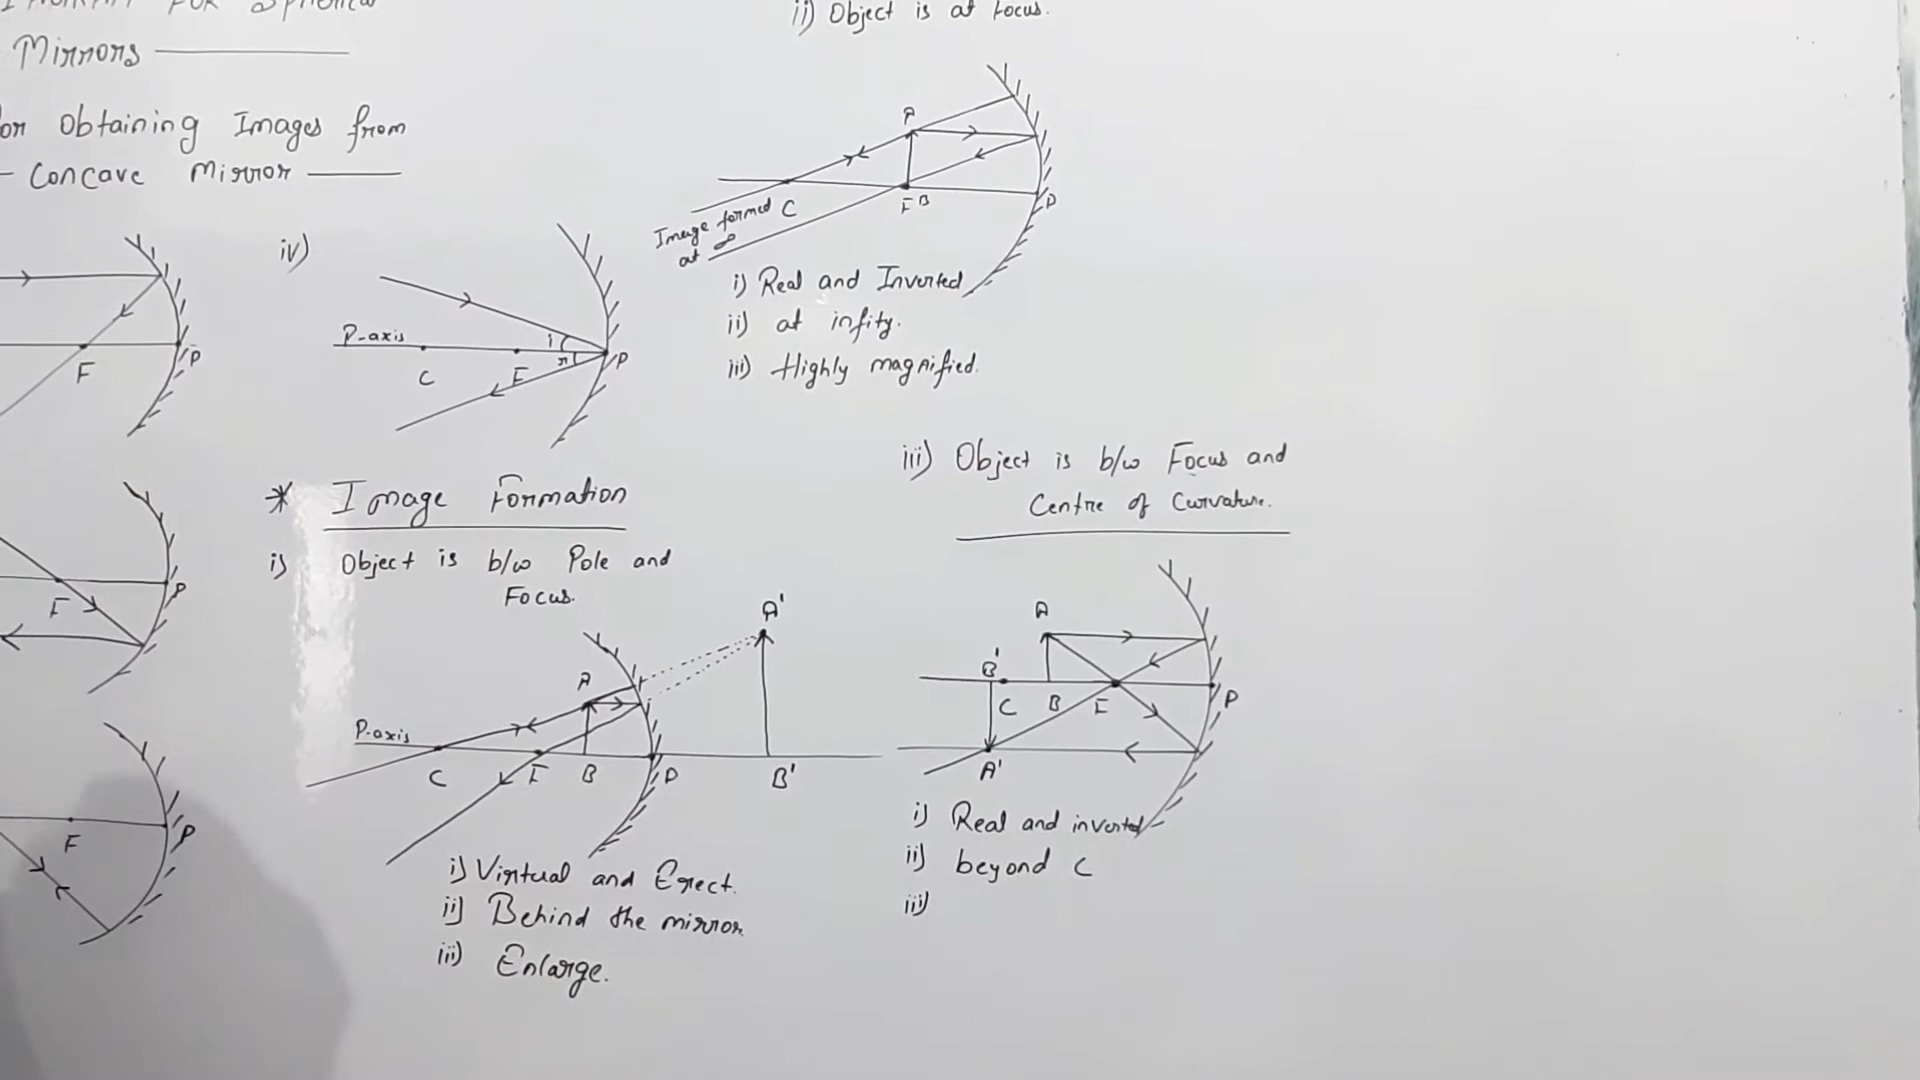 FOR Spherical
Mirrors
Obtaining Images from
Concave Mirror
F
P
F
P
F
P
iv)
P-axis
i
r
C
F
P
* Image Formation
i) Object is b/w Pole and
Focus.
A'
A
P-axis
C
F
B
P
B'
i) Virtual and Erect.
ii) Behind the mirror
iii) Enlarge.
ii) Object is at Focus.
A
Image formed
at ∞
C
F
B
P
i) Real and Inverted
ii) at infity.
iii) Highly magnified.
iii) Object is b/w Focus and
Centre of Curvature.
A
B'
C
B
F
P
A'
i) Real and inverted
ii) beyond C
iii)